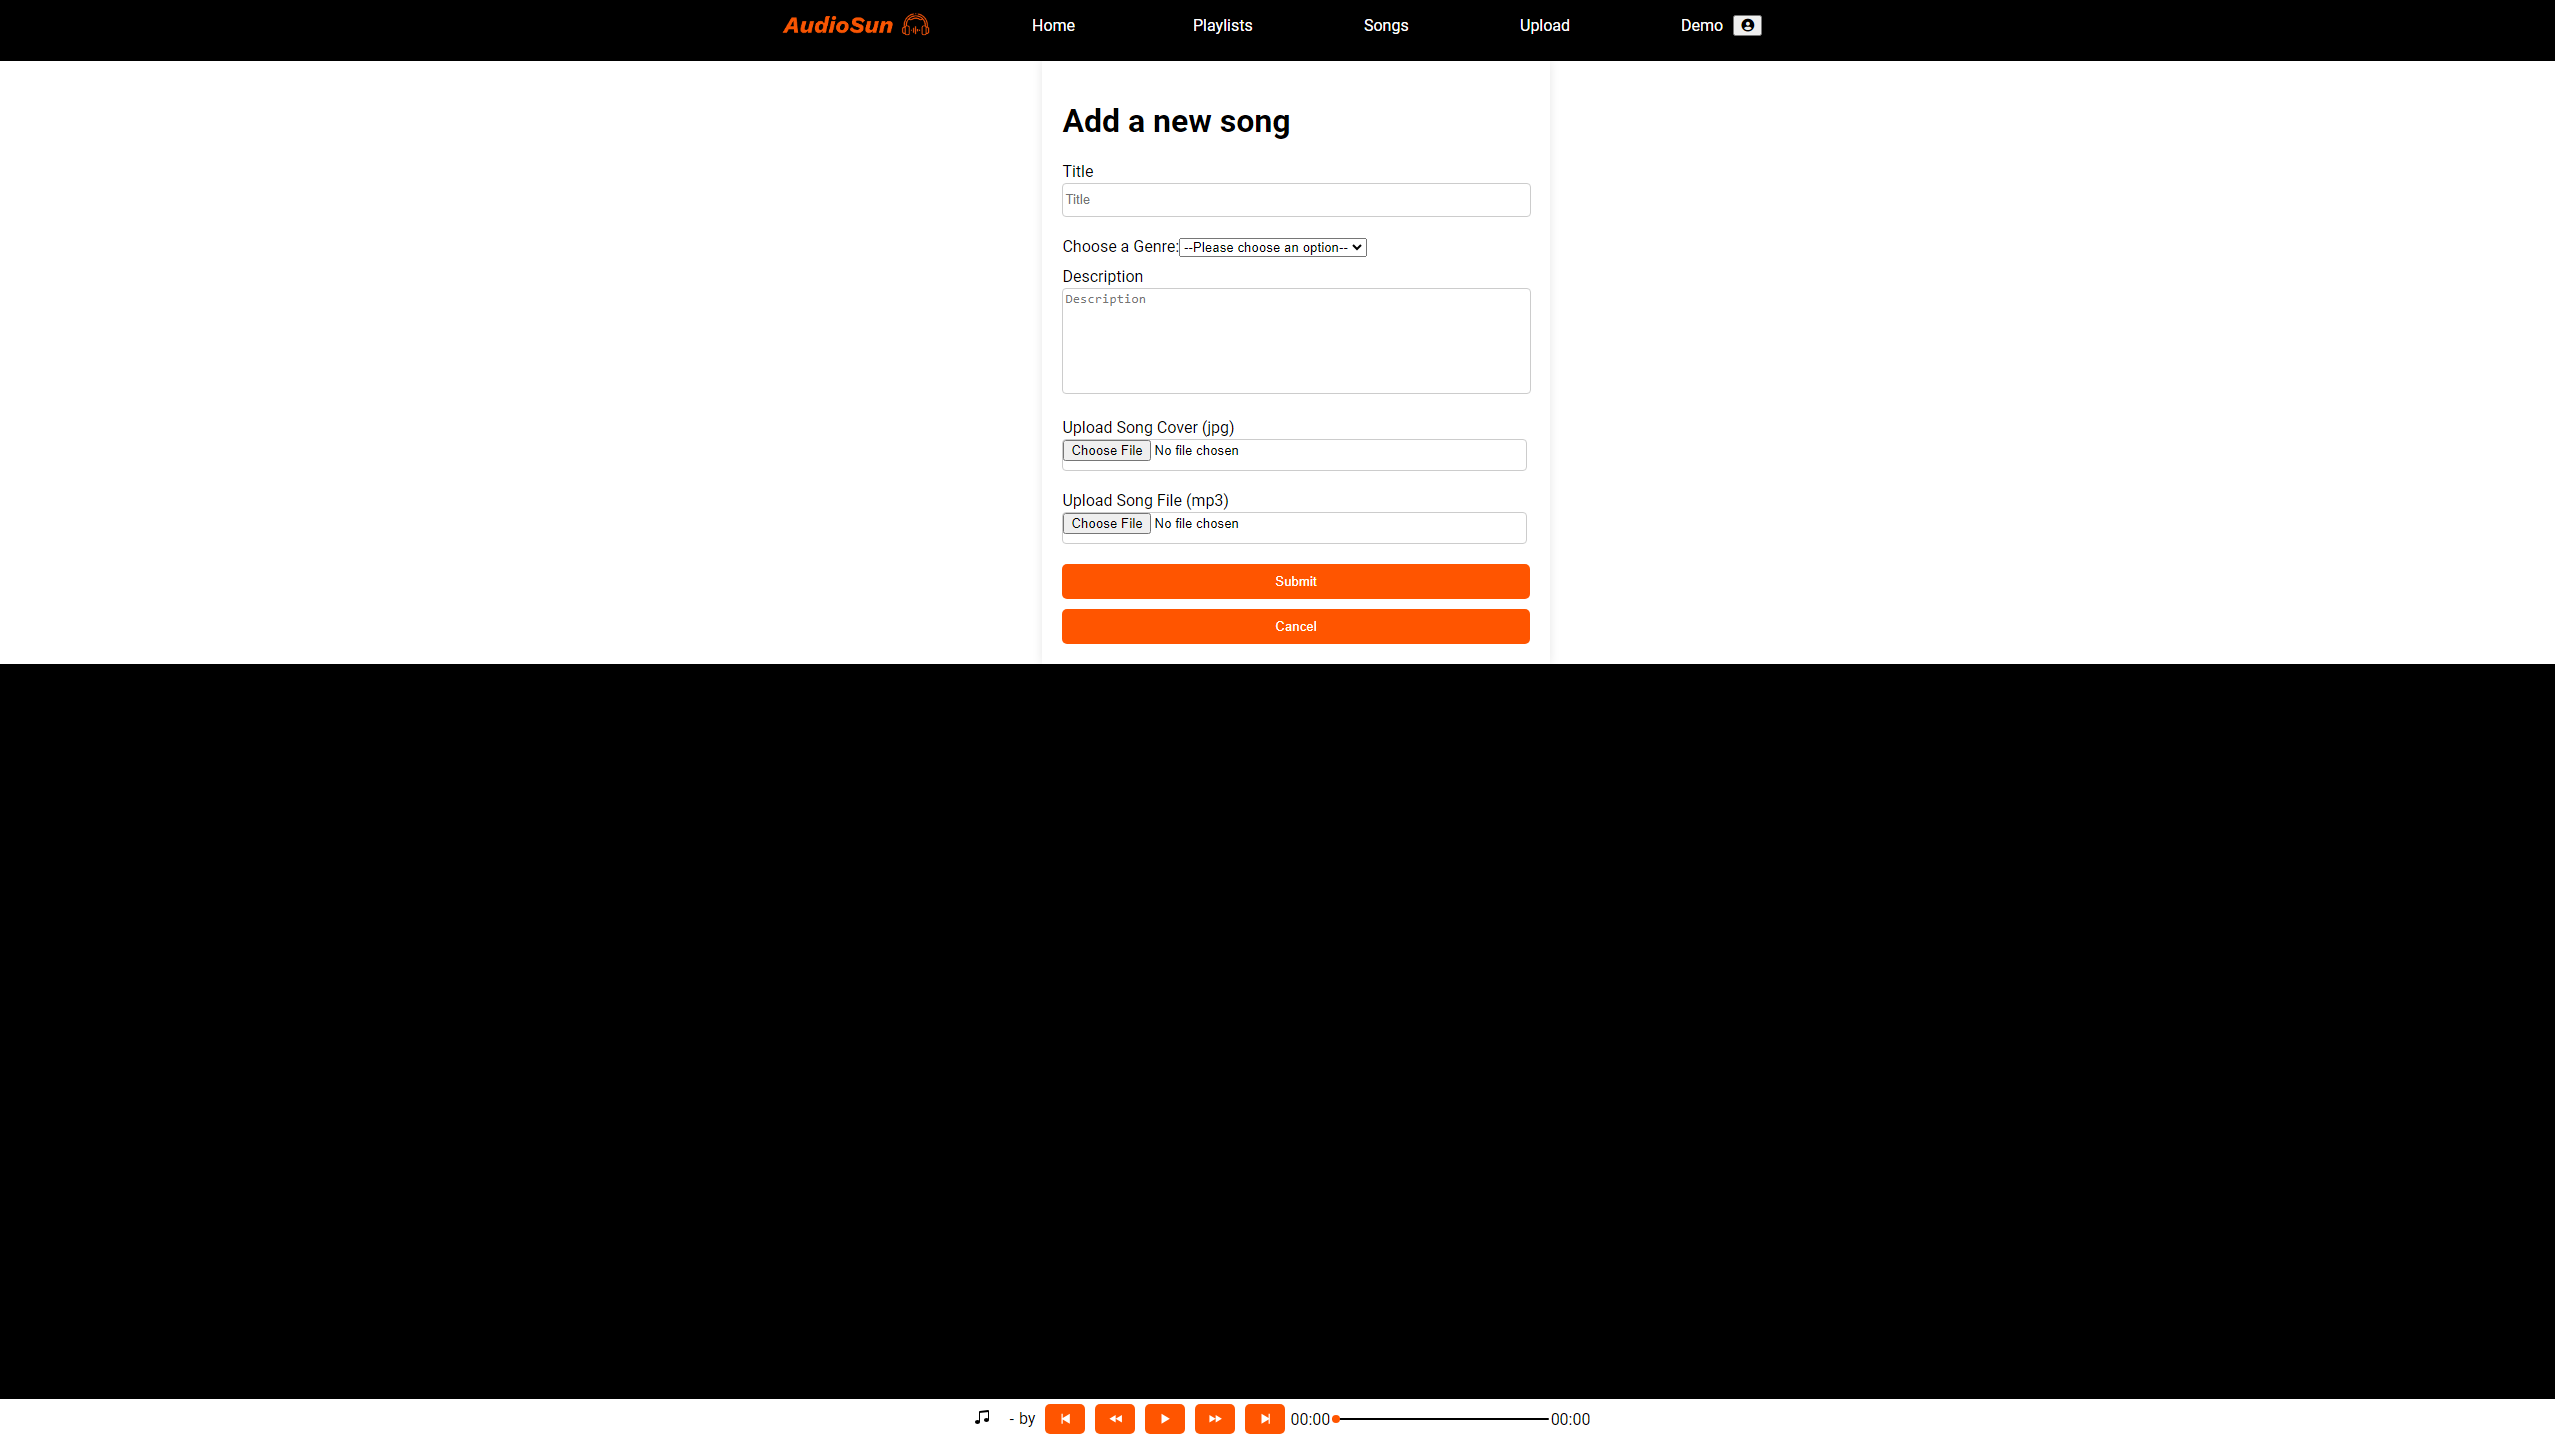 AudioSun Home Playlists Songs Upload Demo
Add a new song
Title
Title
Choose a Genre: --Please choose an option--
Description
Description
Upload Song Cover (jpg)
Choose File No file chosen
Upload Song File (mp3)
Choose File No file chosen
Submit
Cancel
- by 00:00 00:00